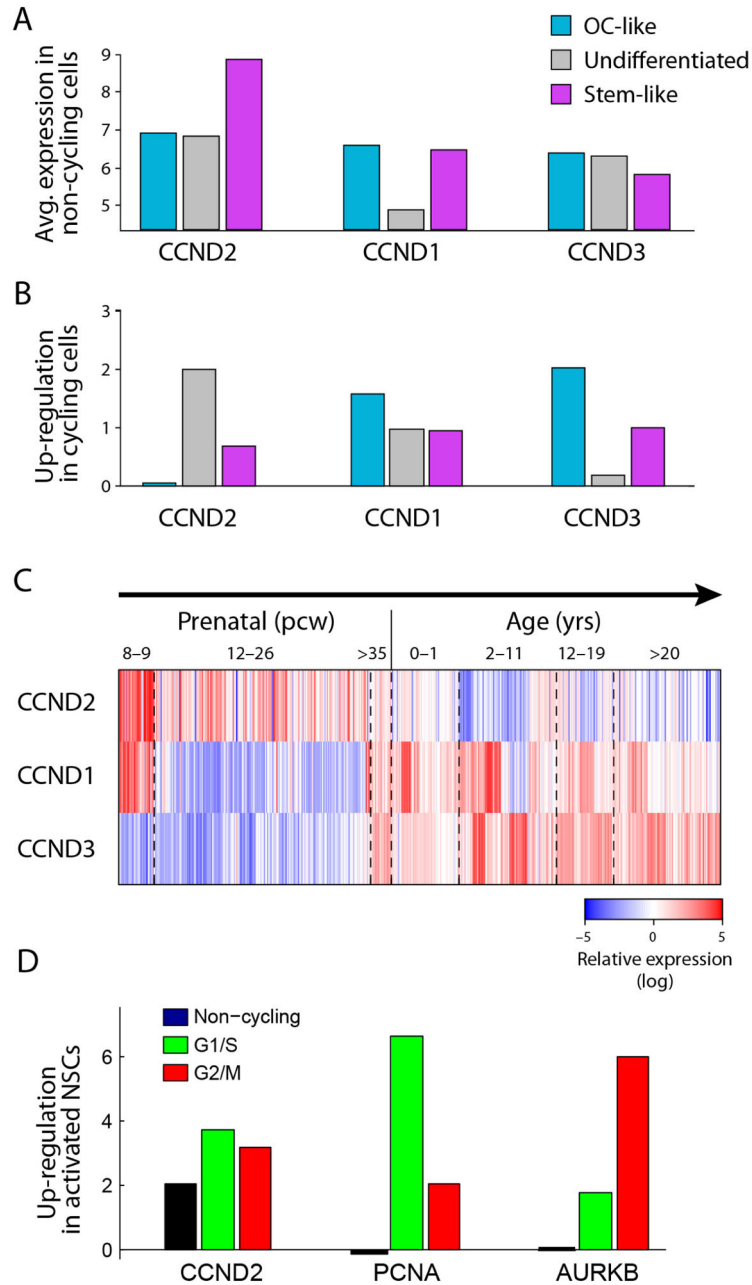 A
OC-like
Undifferentiated
Stem-like
Avg. expression in
non-cycling cells
9
8
7
6
5
CCND2 CCND1 CCND3
B
Up-regulation
in cycling cells
3
2
1
0
CCND2 CCND1 CCND3
C
Prenatal (pcw) Age (yrs)
8–9 12–26 >35 0–1 2–11 12–19 >20
CCND2
CCND1
CCND3
−5 0 5
Relative expression
(log)
D
Non−cycling
G1/S
G2/M
Up-regulation
in activated NSCs
6
4
2
0
CCND2 PCNA AURKB